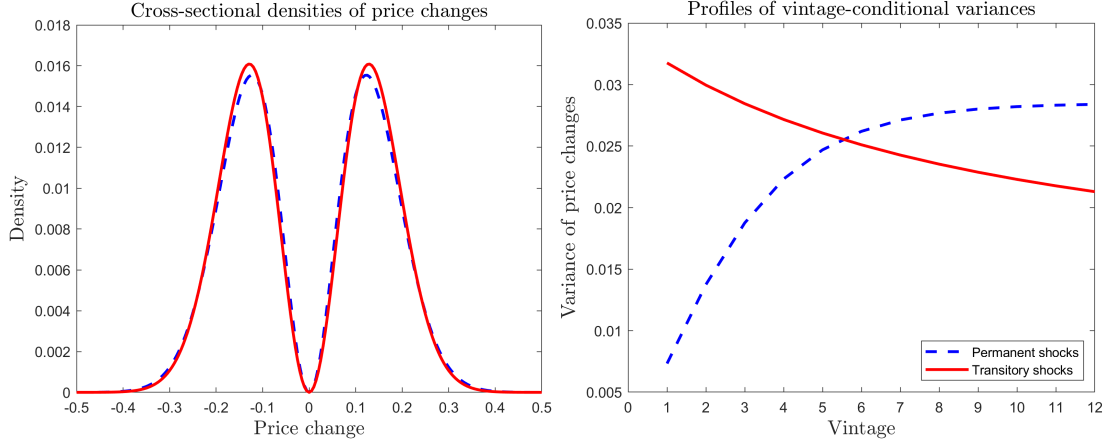 Cross-sectional densities of price changes
0.018
0.016
0.014
0.012
0.01
0.008
0.006
0.004
0.002
0
-0.5 -0.4 -0.3 -0.2 -0.1 0 0.1 0.2 0.3 0.4 0.5
Density
Price change
Profiles of vintage-conditional variances
0.035
0.03
0.025
0.02
0.015
0.01
0.005
0 1 2 3 4 5 6 7 8 9 10 11 12
Variance of price changes
Vintage
Permanent shocks
Transitory shocks